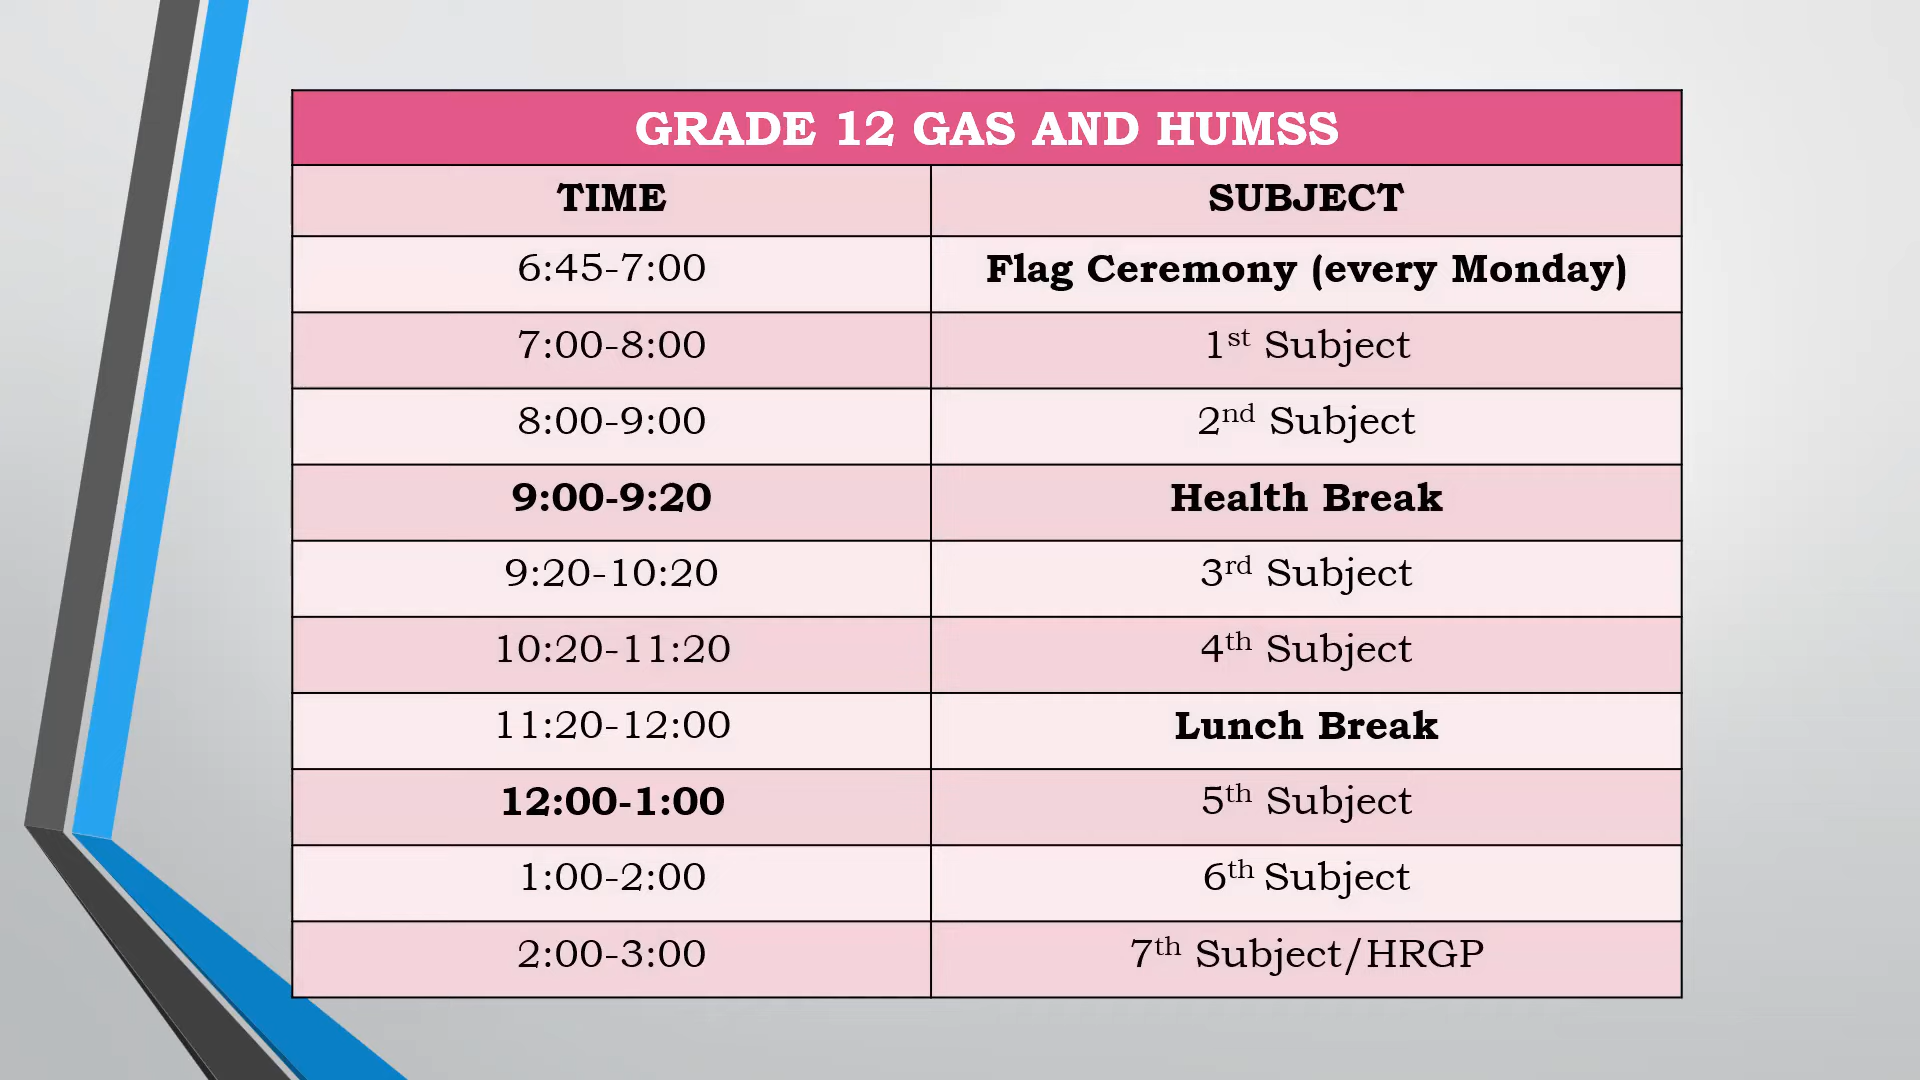 GRADE 12 GAS AND HUMSS
TIME SUBJECT
6:45-7:00 Flag Ceremony (every Monday)
7:00-8:00 1st Subject
8:00-9:00 2nd Subject
9:00-9:20 Health Break
9:20-10:20 3rd Subject
10:20-11:20 4th Subject
11:20-12:00 Lunch Break
12:00-1:00 5th Subject
1:00-2:00 6th Subject
2:00-3:00 7th Subject/HRGP